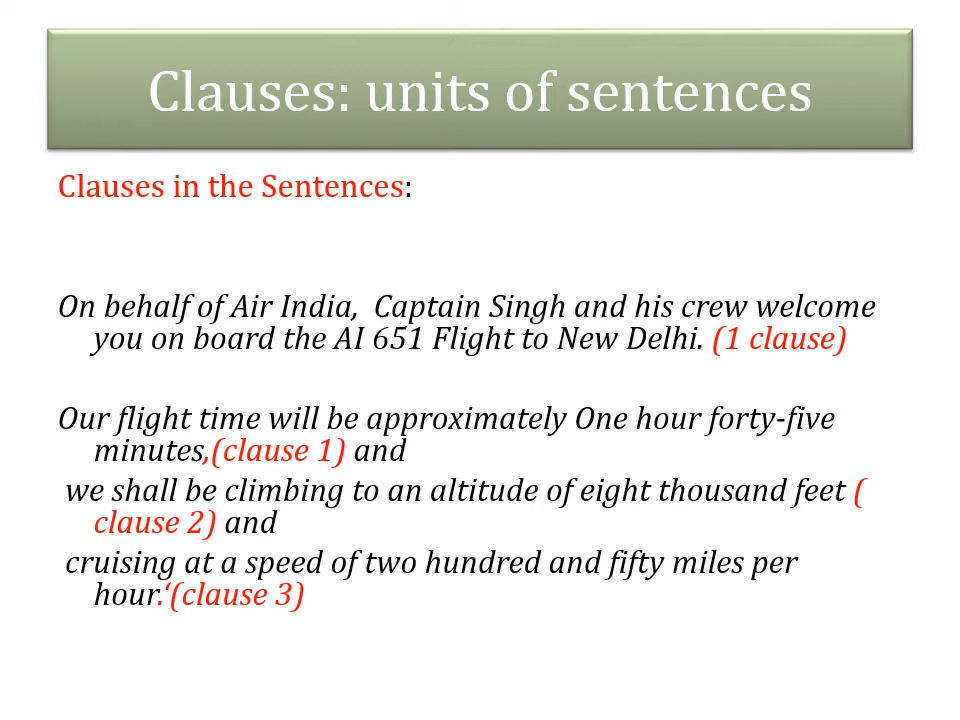 Clauses: units of sentences
Clauses in the Sentences:
On behalf of Air India,  Captain Singh and his crew welcome
you on board the AI 651 Flight to New Delhi. (1 clause)
Our flight time will be approximately One hour forty-five
minutes,(clause 1) and
we shall be climbing to an altitude of eight thousand feet (
clause 2) and
cruising at a speed of two hundred and fifty miles per
hour.‘(clause 3)